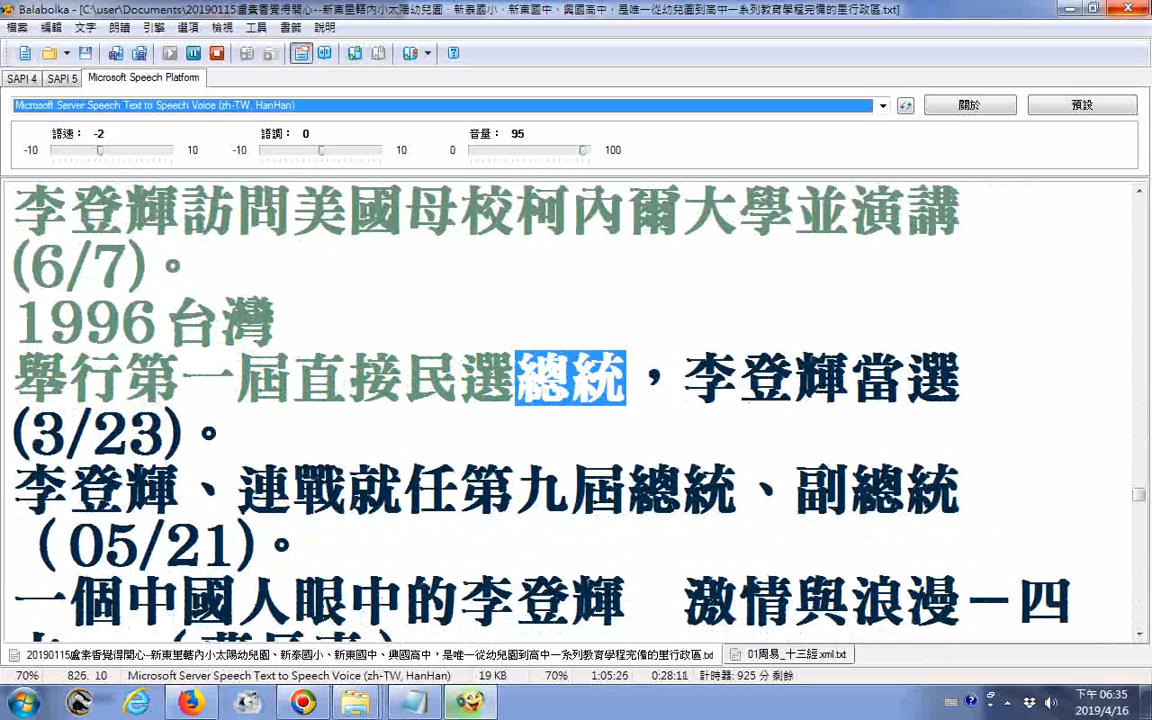 Balabolka - [C:\user\Documents\20190115盧素香覺得開心--新東里轄內小太陽幼兒園、新泰國小、新東國中、興國高中，是唯一從幼兒園到高中一系列教育學程完備的里行政區.txt]
檔案 編輯 文字 朗讀 引擎 選項 檢視 工具 書籤 說明
SAPI 4 SAPI 5 Microsoft Speech Platform
Microsoft Server Speech Text to Speech Voice (zh-TW, HanHan) 關於 預設
語速： -2 語調： 0 音量： 95
-10 10 -10 10 0 100
李登輝訪問美國母校柯內爾大學並演講
(6/7)。
1996台灣
舉行第一屆直接民選總統，李登輝當選
(3/23)。
李登輝、連戰就任第九屆總統、副總統
（05/21)。
一個中國人眼中的李登輝　激情與浪漫－四
20190115盧素香覺得開心--新東里轄內小太陽幼兒園、新泰國小、新東國中、興國高中，是唯一從幼兒園到高中一系列教育學程完備的里行政區.txt 01周易_十三經.xml.txt
70% 826. 10 Microsoft Server Speech Text to Speech Voice (zh-TW, HanHan) 19 KB 70% 1:05:26 0:28:11 計時器: 925 分 剩餘
下午 06:35
2019/4/16